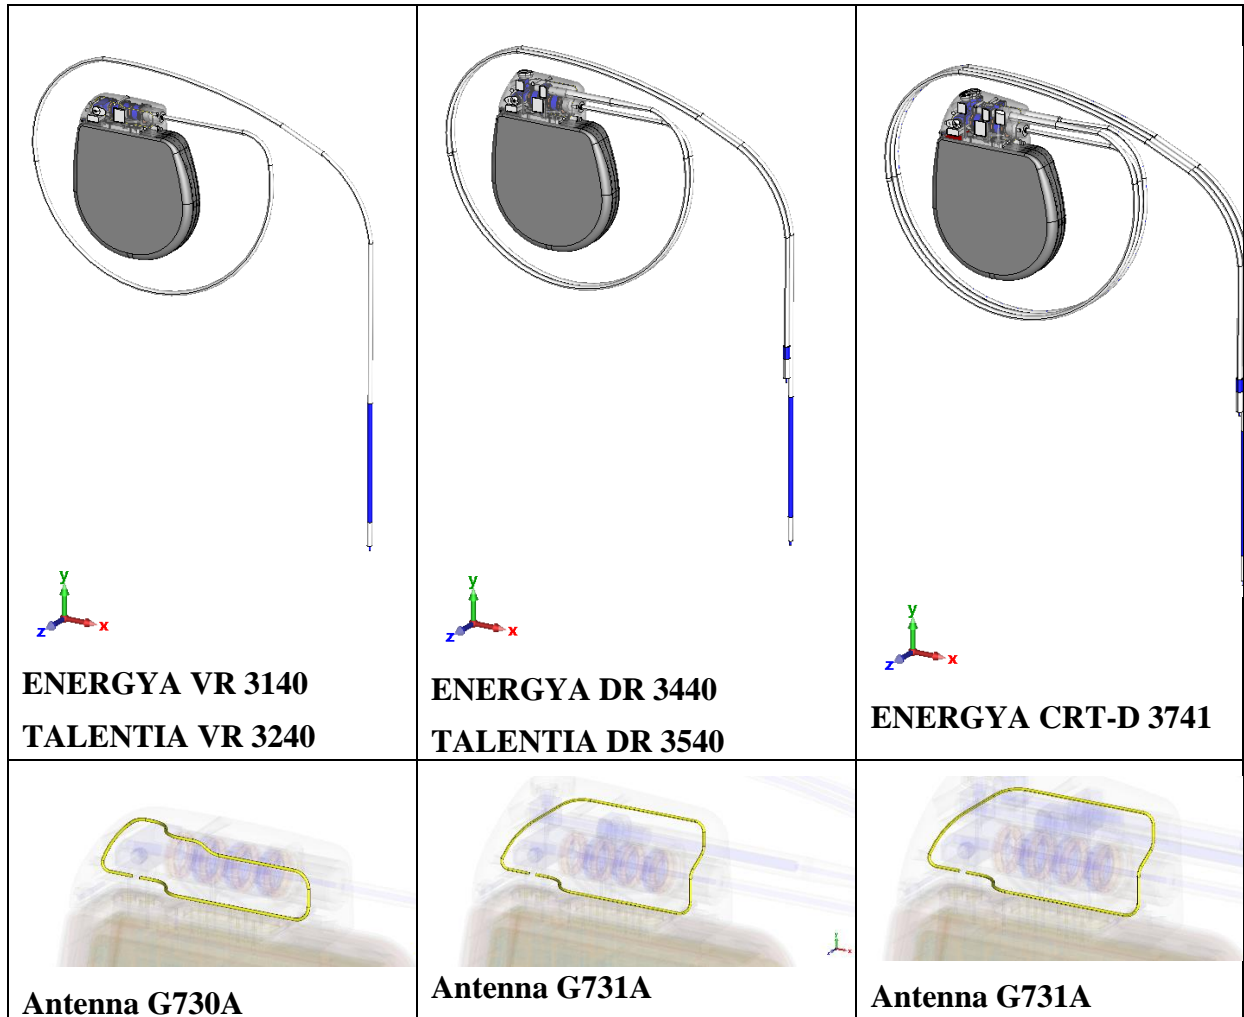 y
z x
ENERGYA VR 3140
TALENTIA VR 3240
y
z x
ENERGYA DR 3440
TALENTIA DR 3540
y
z x
ENERGYA CRT-D 3741
Antenna G730A
y
x
Antenna G731A
Antenna G731A